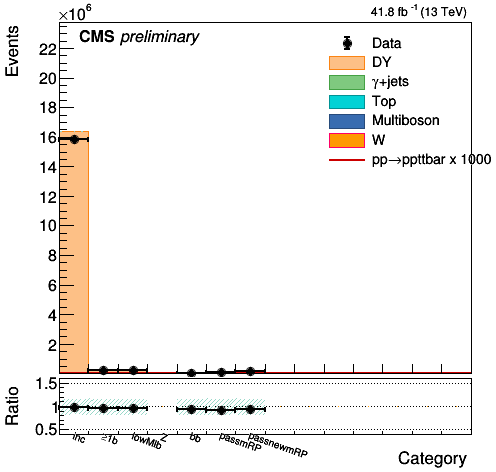 ×10⁶
41.8 fb⁻¹ (13 TeV)
CMS preliminary
Events
22
20
18
16
14
12
10
8
6
4
2
Data
DY
γ+jets
Top
Multiboson
W
pp→ppttbar x 1000
Ratio
1.5
1
0.5
inc
≥1b
lowMlb
Z
bb
passmRP
passnewmRP
Category